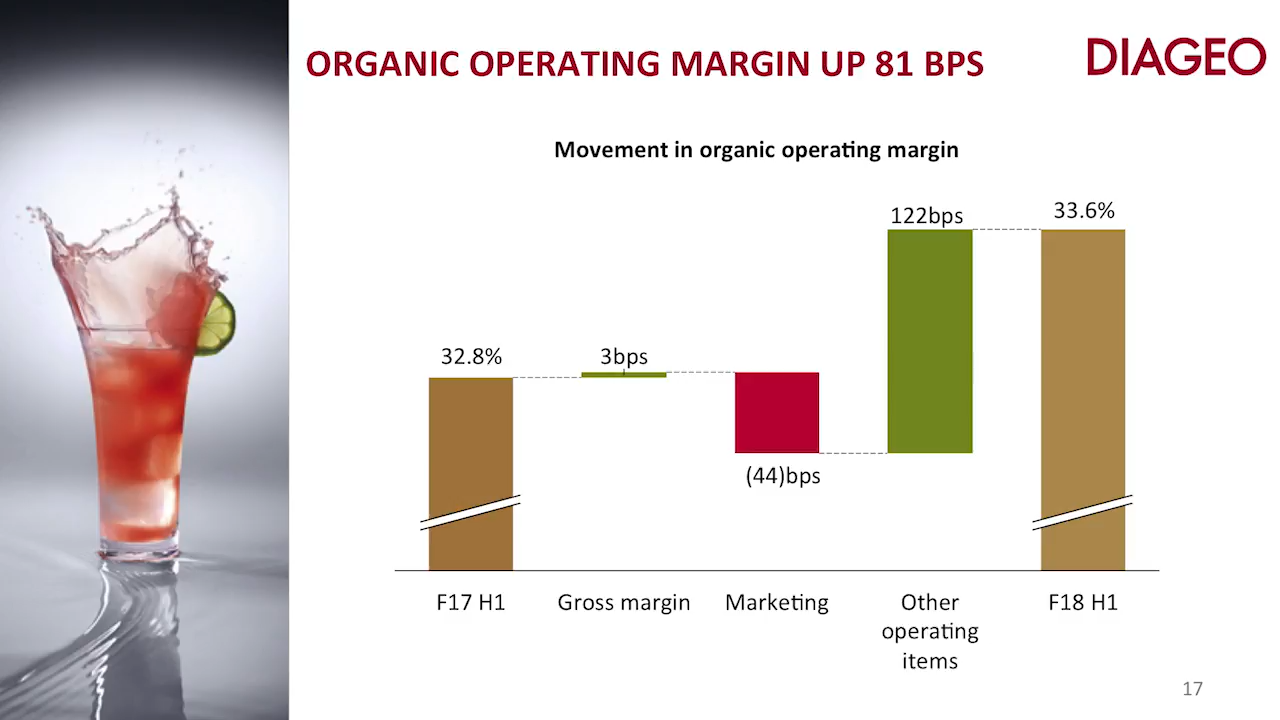 ORGANIC OPERATING MARGIN UP 81 BPS
DIAGEO
Movement in organic operating margin
32.8%
3bps
(44)bps
122bps
33.6%
F17 H1
Gross margin
Marketing
Other
operating
items
F18 H1
17